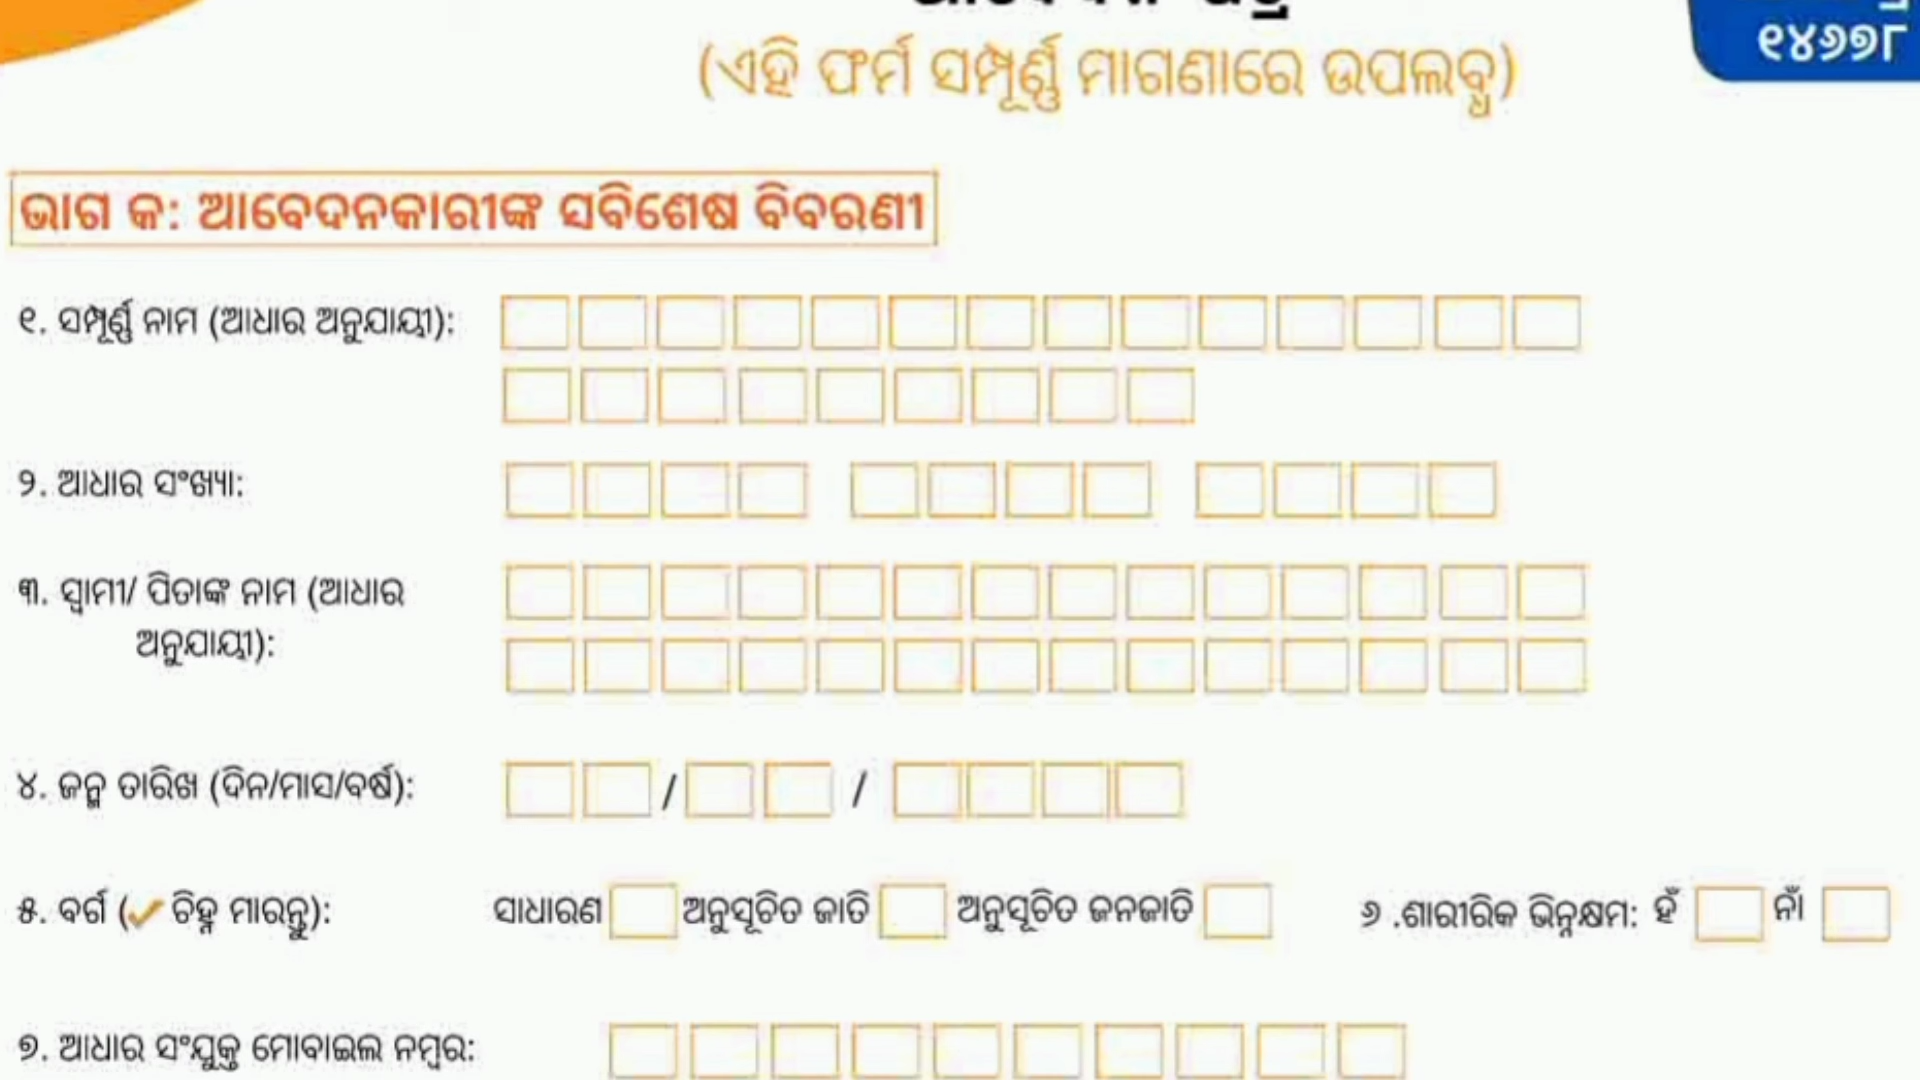 (ଏହି ଫର୍ମ ସମ୍ପୂର୍ଣ୍ଣ ମାଗଣାରେ ଉପଲବ୍ଧ)
୧୪୬୭୮
ଭାଗ କ: ଆବେଦନକାରୀଙ୍କ ସବିଶେଷ ବିବରଣୀ
୧. ସମ୍ପୂର୍ଣ୍ଣ ନାମ (ଆଧାର ଅନୁଯାୟୀ):
୨. ଆଧାର ସଂଖ୍ୟା:
୩. ସ୍ୱାମୀ/ ପିତାଙ୍କ ନାମ (ଆଧାର
ଅନୁଯାୟୀ):
୪. ଜନ୍ମ ତାରିଖ (ଦିନ/ମାସ/ବର୍ଷ): / /
୫. ବର୍ଗ (✓ ଚିହ୍ନ ମାରନ୍ତୁ): ସାଧାରଣ ଅନୁସୂଚିତ ଜାତି ଅନୁସୂଚିତ ଜନଜାତି ୬ .ଶାରୀରିକ ଭିନ୍ନକ୍ଷମ: ହଁ ନାଁ
୭. ଆଧାର ସଂଯୁକ୍ତ ମୋବାଇଲ ନମ୍ବର: